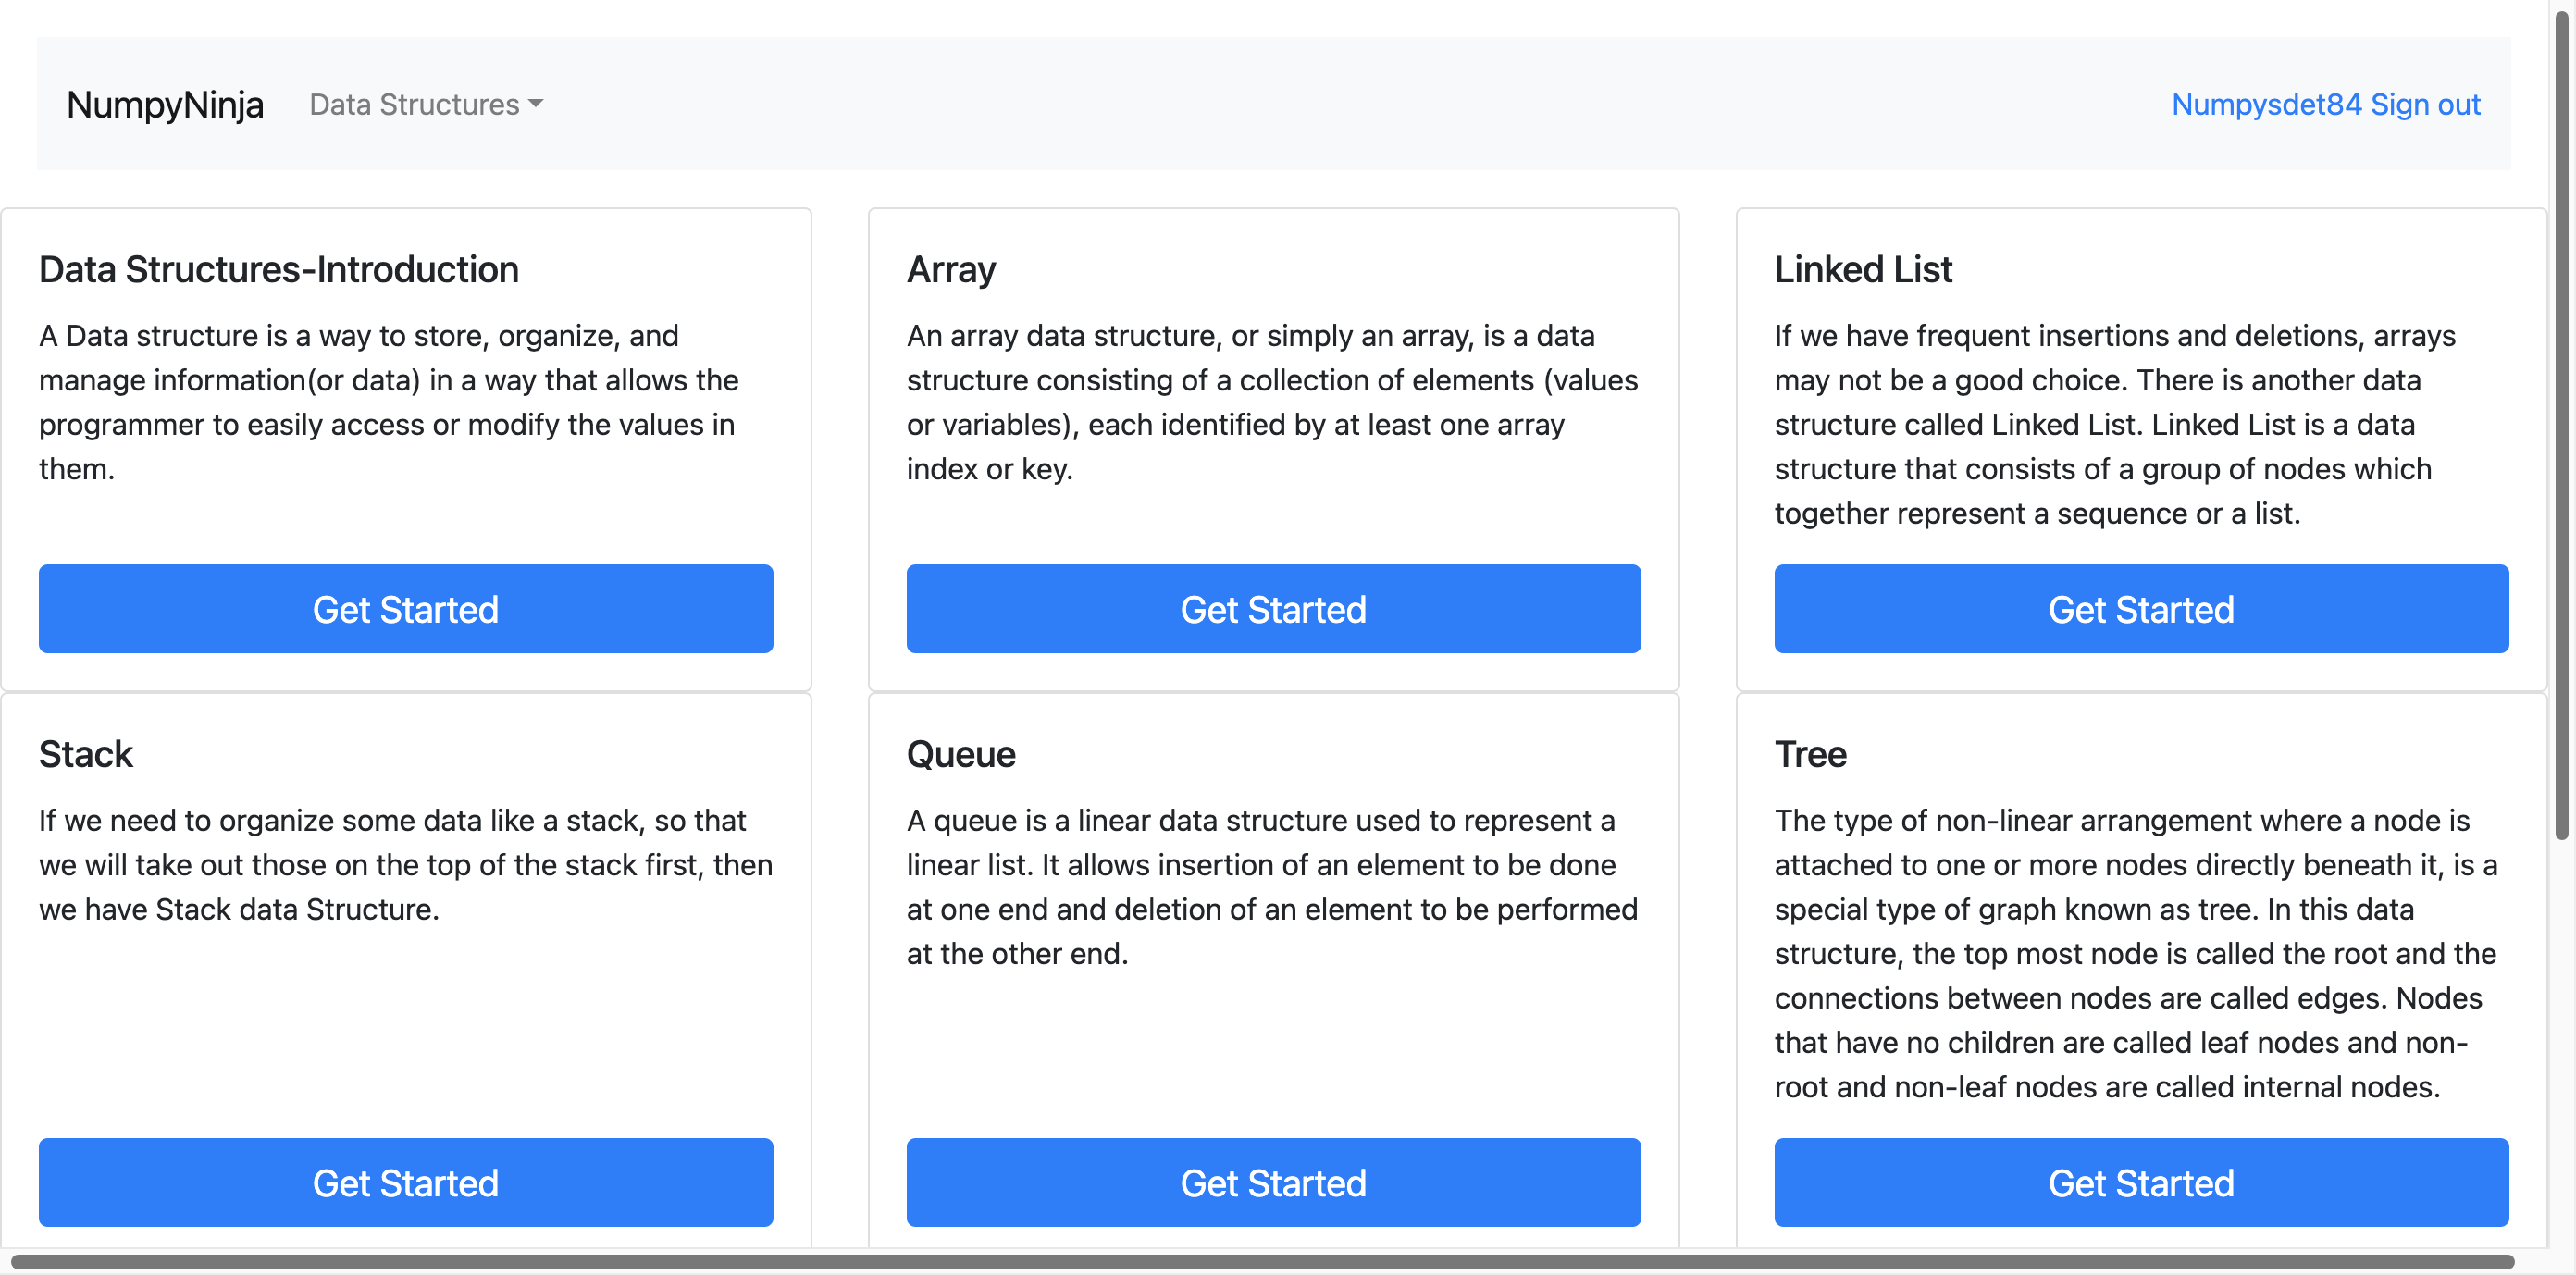 NumpyNinja
Data Structures
Numpysdet84 Sign out
Data Structures-Introduction
A Data structure is a way to store, organize, and
manage information(or data) in a way that allows the
programmer to easily access or modify the values in
them.
Get Started
Array
An array data structure, or simply an array, is a data
structure consisting of a collection of elements (values
or variables), each identified by at least one array
index or key.
Get Started
Linked List
If we have frequent insertions and deletions, arrays
may not be a good choice. There is another data
structure called Linked List. Linked List is a data
structure that consists of a group of nodes which
together represent a sequence or a list.
Get Started
Stack
If we need to organize some data like a stack, so that
we will take out those on the top of the stack first, then
we have Stack data Structure.
Get Started
Queue
A queue is a linear data structure used to represent a
linear list. It allows insertion of an element to be done
at one end and deletion of an element to be performed
at the other end.
Get Started
Tree
The type of non-linear arrangement where a node is
attached to one or more nodes directly beneath it, is a
special type of graph known as tree. In this data
structure, the top most node is called the root and the
connections between nodes are called edges. Nodes
that have no children are called leaf nodes and non-
root and non-leaf nodes are called internal nodes.
Get Started